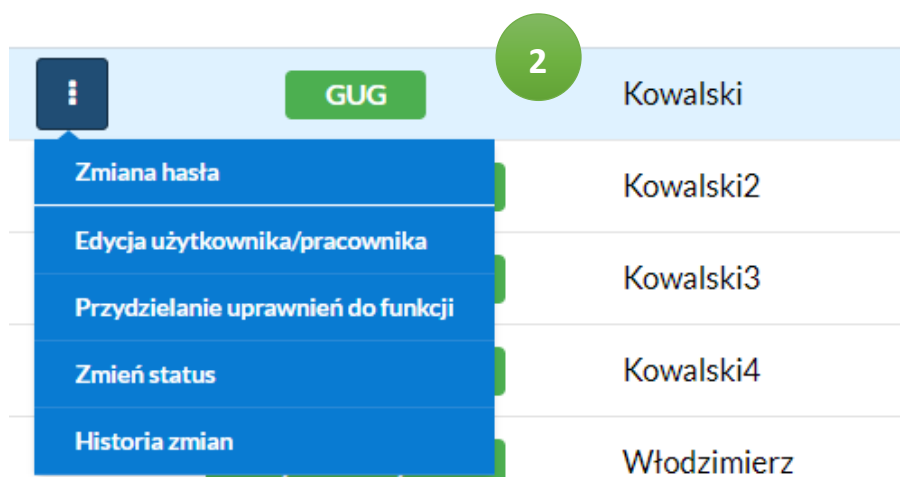 2
GUG Kowalski
Zmiana hasła Kowalski2
Edycja użytkownika/pracownika
Kowalski3
Przydzielanie uprawnień do funkcji
Zmień status Kowalski4
Historia zmian
Włodzimierz